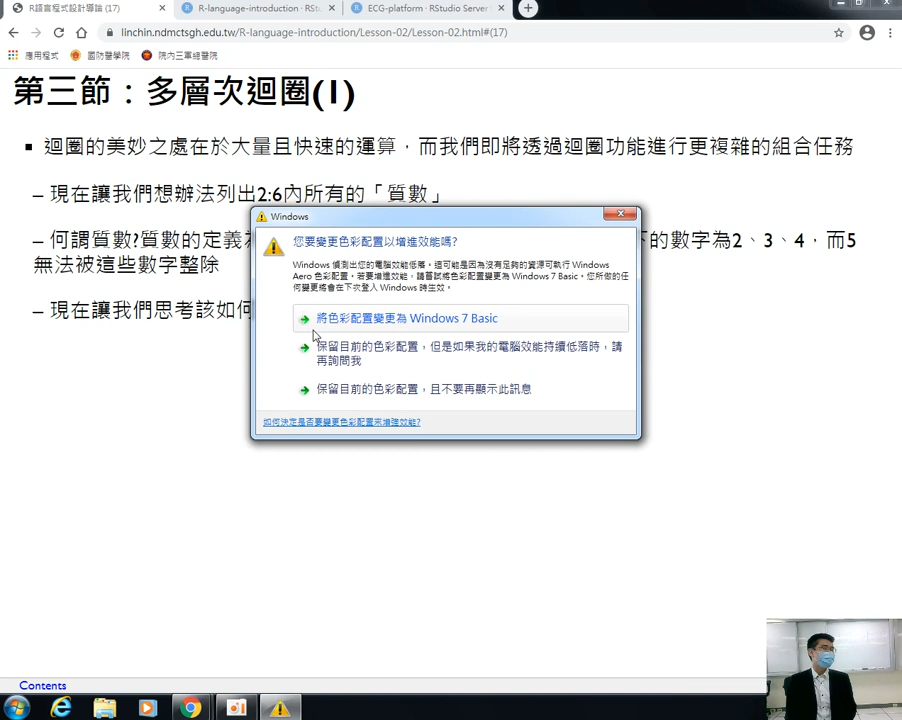 R語言程式設計導論 (17)
R-language-introduction · RStu
ECG-platform · RStudio Server
linchin.ndmctsgh.edu.tw/R-language-introduction/Lesson-02/Lesson-02.html#(17)
應用程式
國防醫學院
院內三軍總醫院
第三節：多層次迴圈(1)
迴圈的美妙之處在於大量且快速的運算，而我們即將透過迴圈功能進行更複雜的組合任務
– 現在讓我們想辦法列出2:6內所有的「質數」
– 何謂質數?質數的定義為
下的數字為2、3、4，而5
無法被這些數字整除
– 現在讓我們思考該如何
Windows
您要變更色彩配置以增進效能嗎?
Windows 偵測出您的電腦效能低落。這可能是因為沒有足夠的資源可執行 Windows
Aero 色彩配置。若要增進效能，請嘗試將色彩配置變更為 Windows 7 Basic。您所做的任
何變更將會在下次登入 Windows 時生效。
將色彩配置變更為 Windows 7 Basic
保留目前的色彩配置，但是如果我的電腦效能持續低落時，請
再詢問我
保留目前的色彩配置，且不要再顯示此訊息
如何決定是否要變更色彩配置來增強效能?
Contents